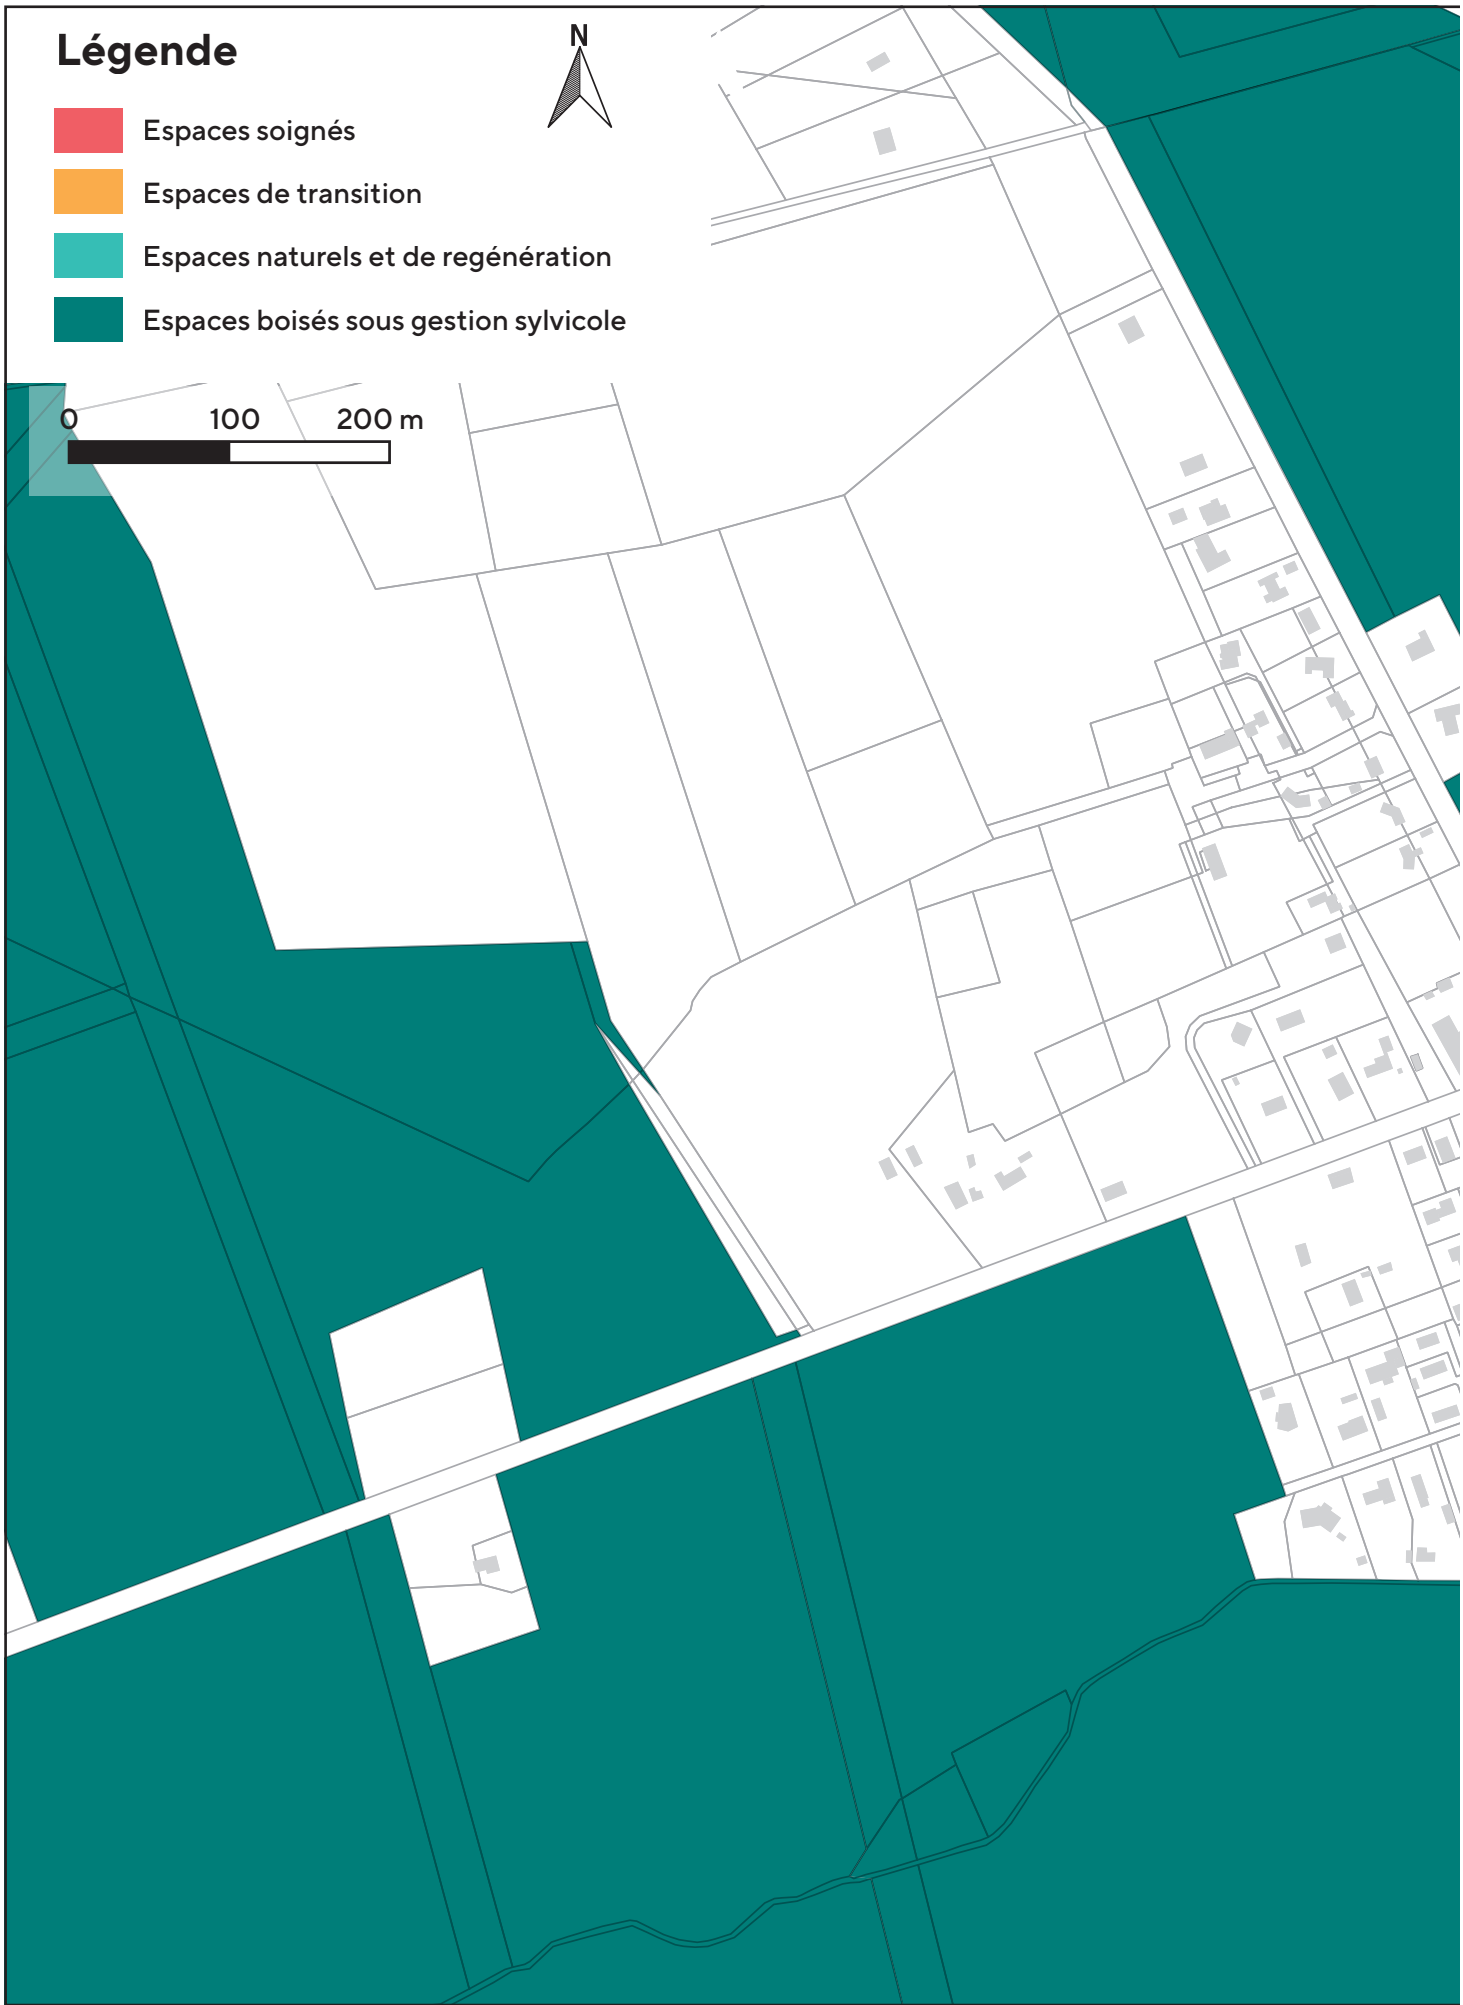 Légende
N
Espaces soignés
Espaces de transition
Espaces naturels et de regénération
Espaces boisés sous gestion sylvicole
0 100 200 m